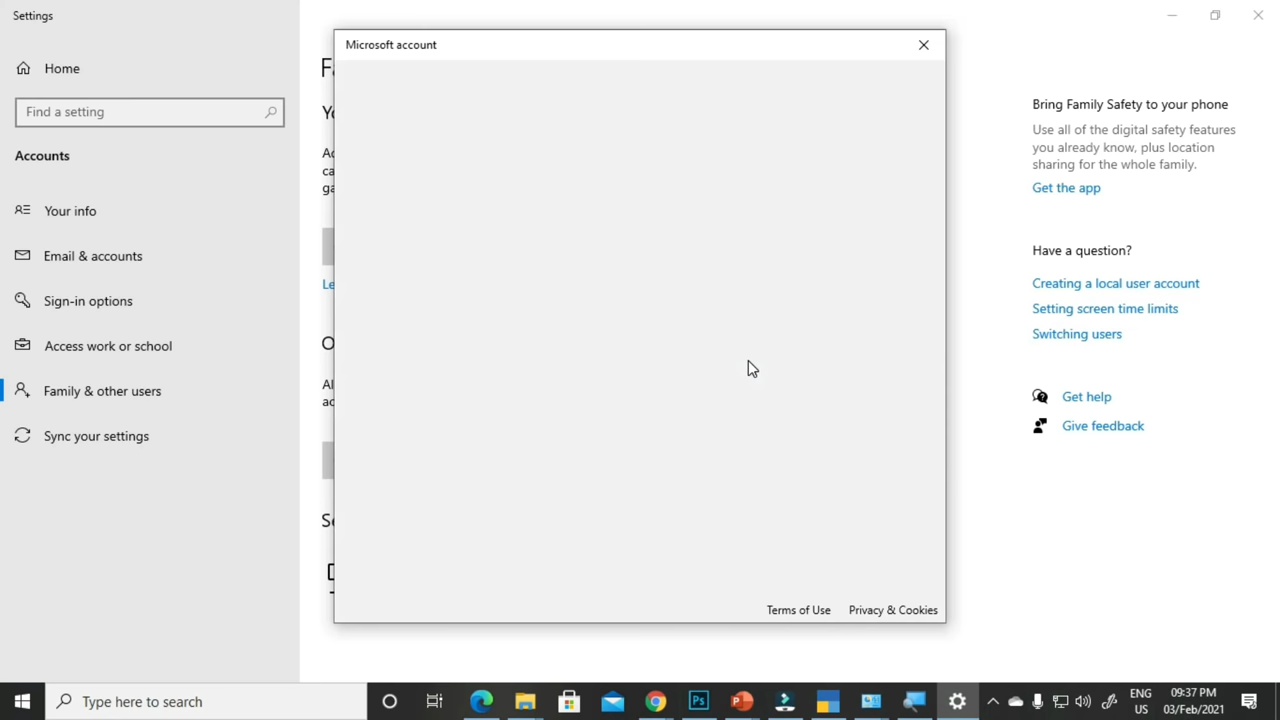 Settings
Home
Find a setting
Accounts
Your info
Email & accounts
Sign-in options
Access work or school
Family & other users
Sync your settings
Microsoft account
Terms of Use
Privacy & Cookies
Bring Family Safety to your phone
Use all of the digital safety features
you already know, plus location
sharing for the whole family.
Get the app
Have a question?
Creating a local user account
Setting screen time limits
Switching users
Get help
Give feedback
Type here to search
Ps
ENG
US
09:37 PM
03/Feb/2021